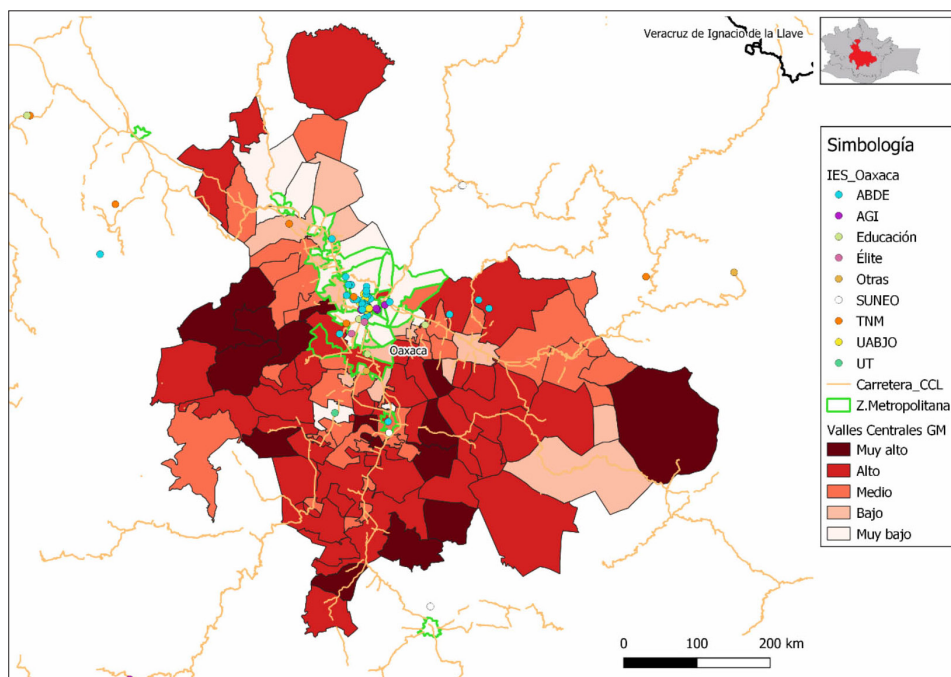 Veracruz de Ignacio de la Llave
Oaxaca
Simbología
IES_Oaxaca
ABDE
AGI
Educación
Élite
Otras
SUNEO
TNM
UABJO
UT
Carretera_CCL
Z.Metropolitana
Valles Centrales GM
Muy alto
Alto
Medio
Bajo
Muy bajo
0 100 200 km